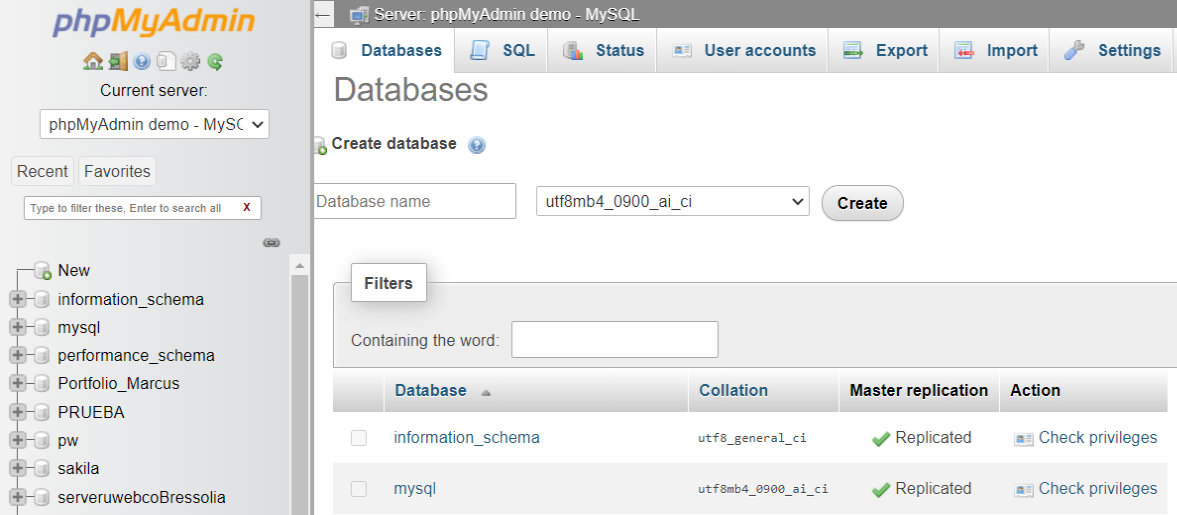 phpMyAdmin
Current server:
phpMyAdmin demo - MySC
Recent Favorites
Type to filter these, Enter to search all X
New
information_schema
mysql
performance_schema
Portfolio_Marcus
PRUEBA
pw
sakila
serveruwebcoBressolia
Server: phpMyAdmin demo - MySQL
Databases SQL Status User accounts Export Import Settings
Databases
Create database
Database name utf8mb4_0900_ai_ci Create
Filters
Containing the word:
Database Collation Master replication Action
information_schema utf8_general_ci Replicated Check privileges
mysql utf8mb4_0900_ai_ci Replicated Check privileges